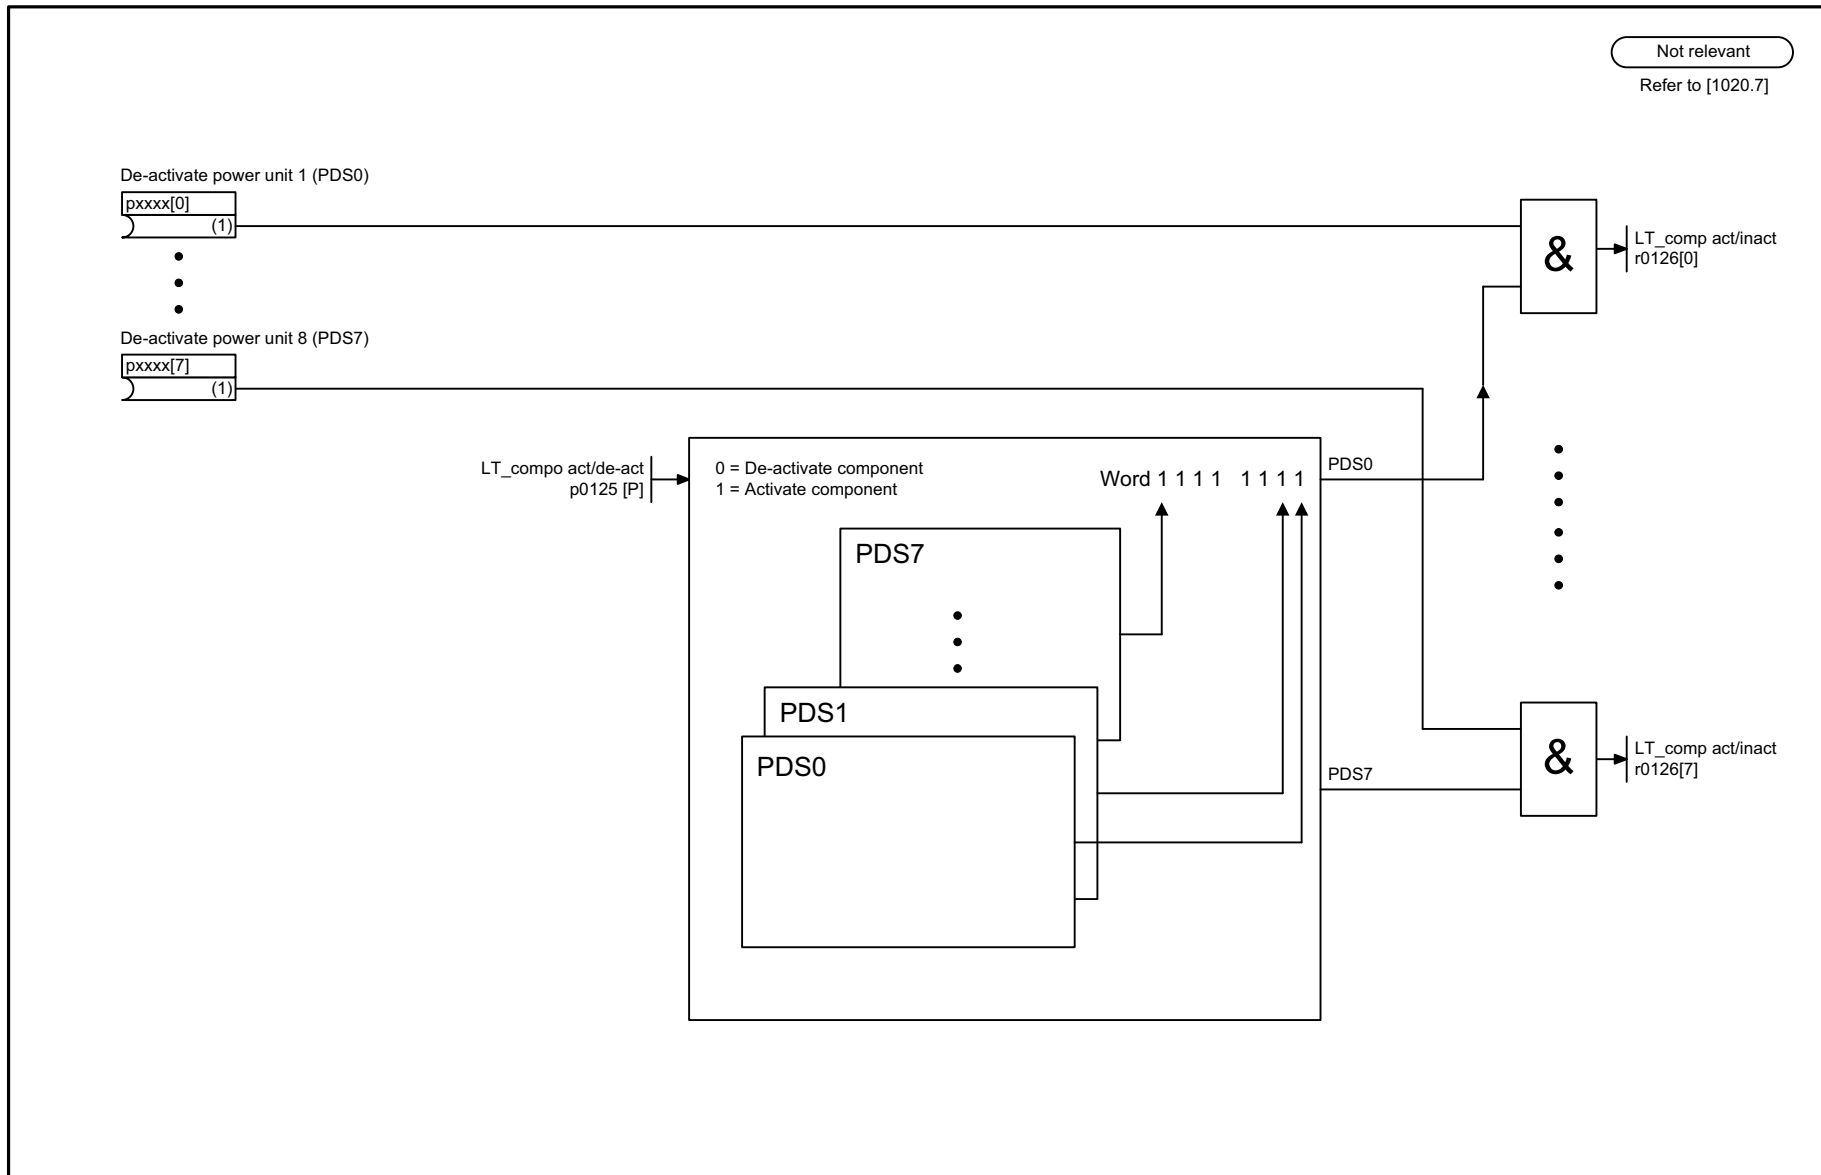 Not relevant
Refer to [1020.7]
De-activate power unit 1 (PDS0)
pxxxx[0]
(1)
&
LT_comp act/inact
r0126[0]
De-activate power unit 8 (PDS7)
pxxxx[7]
(1)
LT_compo act/de-act
p0125 [P]
0 = De-activate component
1 = Activate component
Word 1 1 1 1 1 1 1 1
PDS0
PDS7
PDS1
PDS0
PDS7
&
LT_comp act/inact
r0126[7]